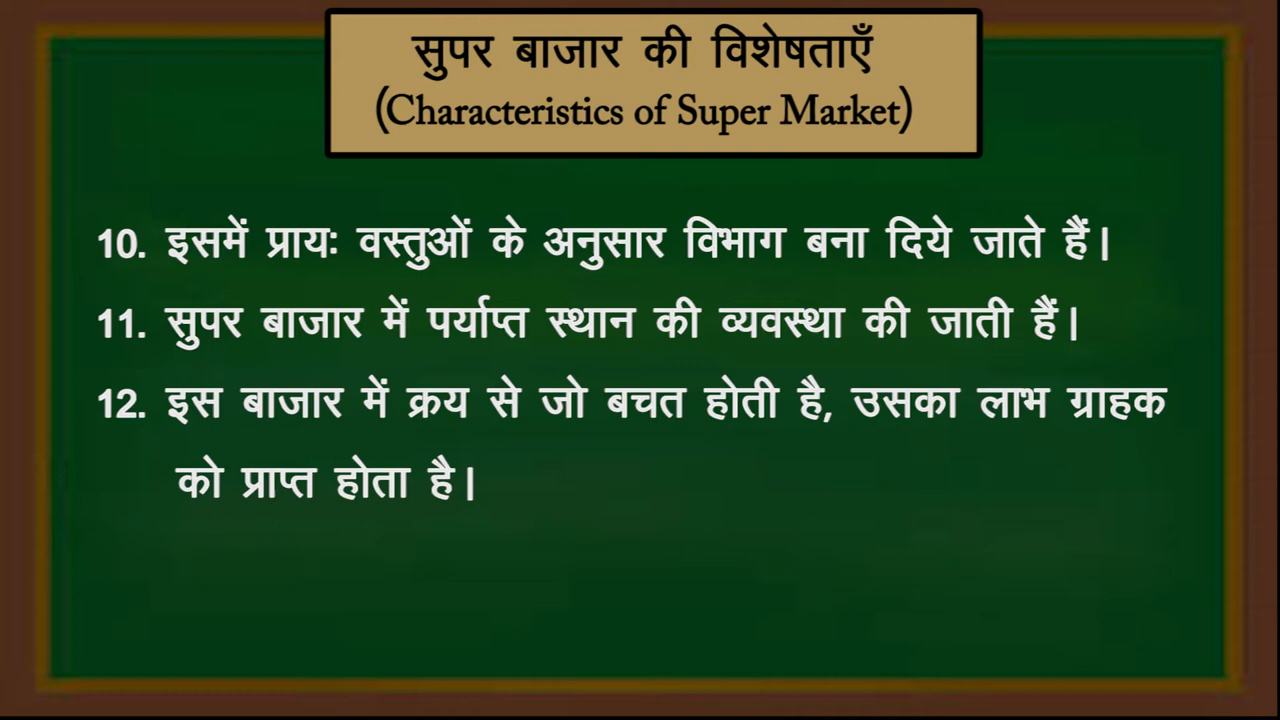 सुपर बाजार की विशेषताएँ
(Characteristics of Super Market)
10. इसमें प्रायः वस्तुओं के अनुसार विभाग बना दिये जाते हैं।
11. सुपर बाजार में पर्याप्त स्थान की व्यवस्था की जाती हैं।
12. इस बाजार में क्रय से जो बचत होती है, उसका लाभ ग्राहक
को प्राप्त होता है।